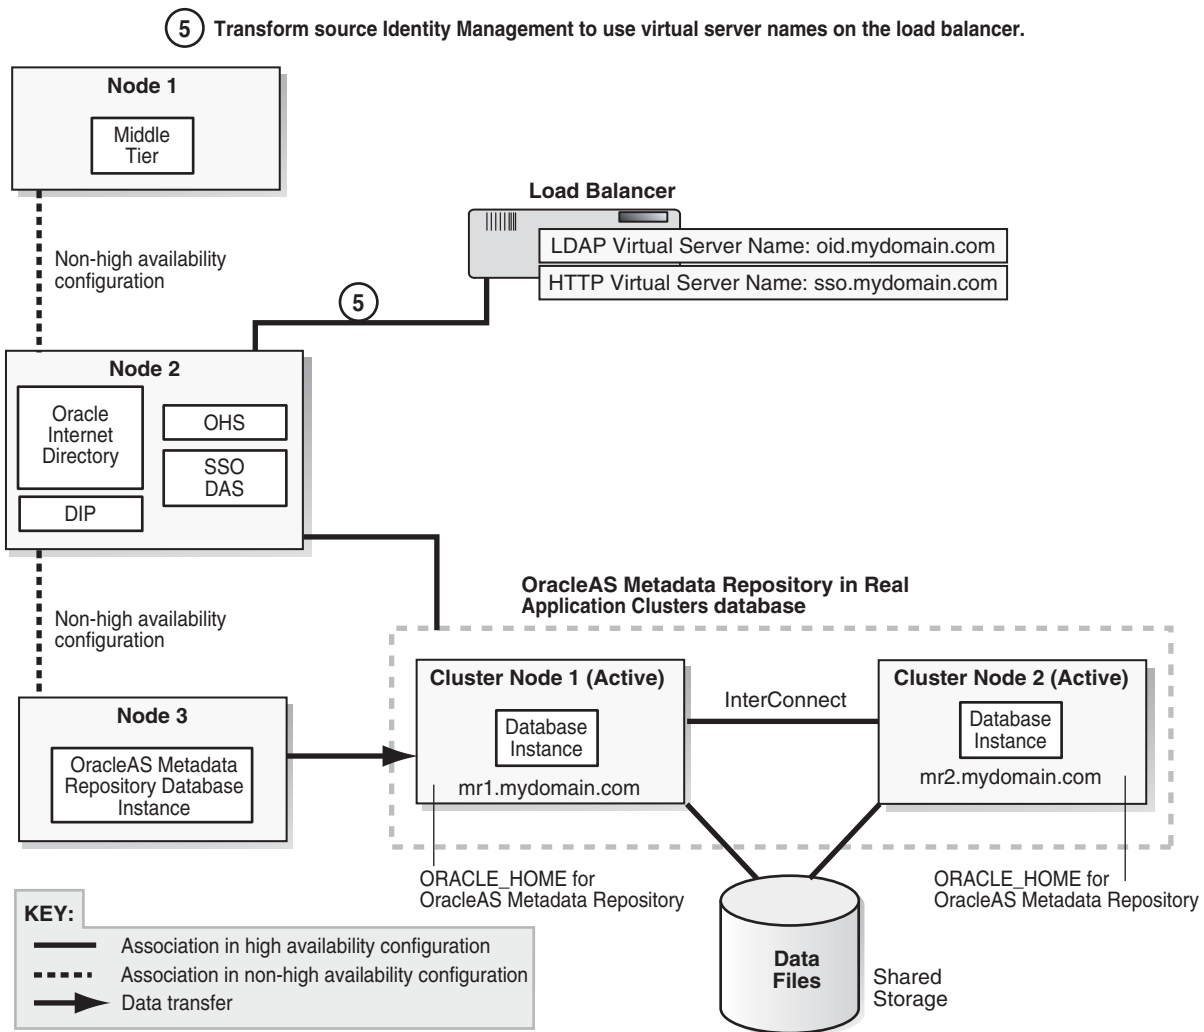 5 Transform source Identity Management to use virtual server names on the load balancer.
Node 1
Middle
Tier
Non-high availability
configuration
Load Balancer
LDAP Virtual Server Name: oid.mydomain.com
HTTP Virtual Server Name: sso.mydomain.com
5
Node 2
Oracle
Internet
Directory
OHS
SSO
DAS
DIP
Non-high availability
configuration
OracleAS Metadata Repository in Real
Application Clusters database
Node 3
OracleAS Metadata
Repository Database
Instance
Cluster Node 1 (Active)
Database
Instance
mr1.mydomain.com
InterConnect
Cluster Node 2 (Active)
Database
Instance
mr2.mydomain.com
ORACLE_HOME for
OracleAS Metadata Repository
ORACLE_HOME for
OracleAS Metadata Repository
Data
Files
Shared
Storage
KEY:
Association in high availability configuration
Association in non-high availability configuration
Data transfer